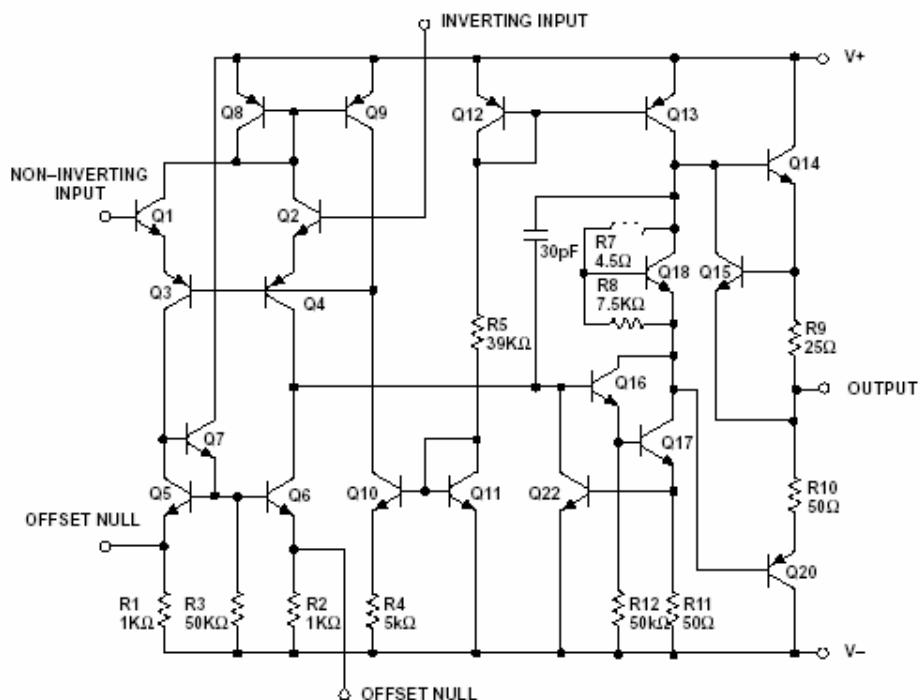 INVERTING INPUT
V+
Q8
Q9
Q12
Q13
Q14
NON–INVERTING
INPUT
Q1
Q2
30pF
R7
4.5Ω
Q18
Q15
R8
7.5KΩ
Q3
Q4
R5
39KΩ
R9
25Ω
Q16
OUTPUT
Q7
Q17
Q5
Q6
Q10
Q11
Q22
R10
50Ω
OFFSET NULL
Q20
R1
1KΩ
R3
50KΩ
R2
1KΩ
R4
5kΩ
R12
50kΩ
R11
50Ω
V–
OFFSET NULL